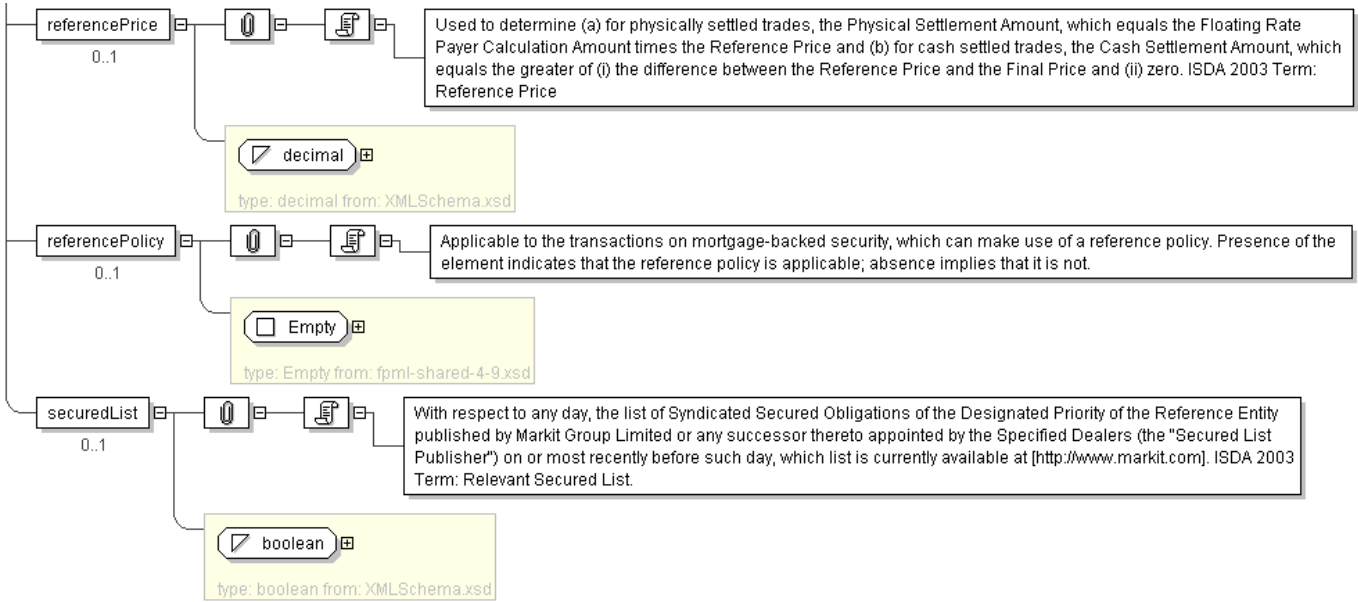 referencePrice
0..1
Used to determine (a) for physically settled trades, the Physical Settlement Amount, which equals the Floating Rate
Payer Calculation Amount times the Reference Price and (b) for cash settled trades, the Cash Settlement Amount, which
equals the greater of (i) the difference between the Reference Price and the Final Price and (ii) zero. ISDA 2003 Term:
Reference Price
decimal
type: decimal from: XMLSchema.xsd
referencePolicy
0..1
Applicable to the transactions on mortgage-backed security, which can make use of a reference policy. Presence of the
element indicates that the reference policy is applicable; absence implies that it is not.
Empty
type: Empty from: fpml-shared-4-9.xsd
securedList
0..1
With respect to any day, the list of Syndicated Secured Obligations of the Designated Priority of the Reference Entity
published by Markit Group Limited or any successor thereto appointed by the Specified Dealers (the "Secured List
Publisher") on or most recently before such day, which list is currently available at [http://www.markit.com]. ISDA 2003
Term: Relevant Secured List.
boolean
type: boolean from: XMLSchema.xsd